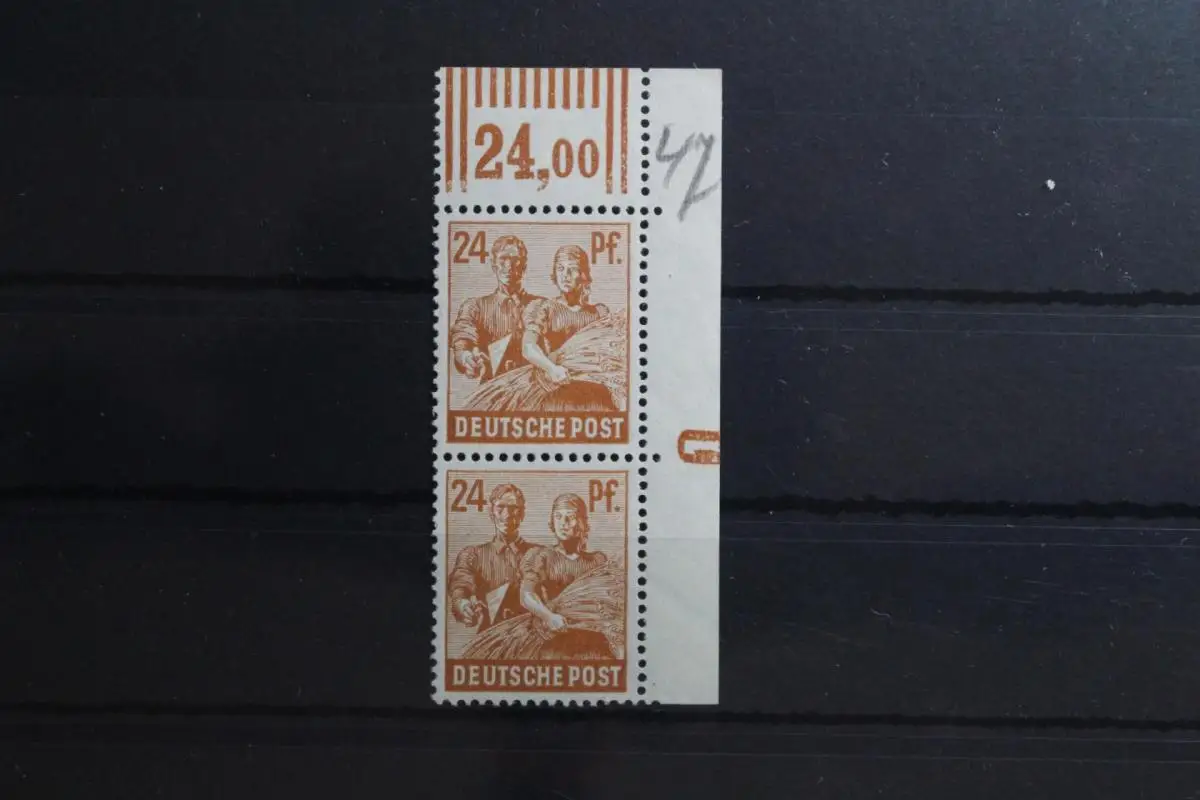 24,00
47
24 Pf.
DEUTSCHE POST
24 Pf.
DEUTSCHE POST